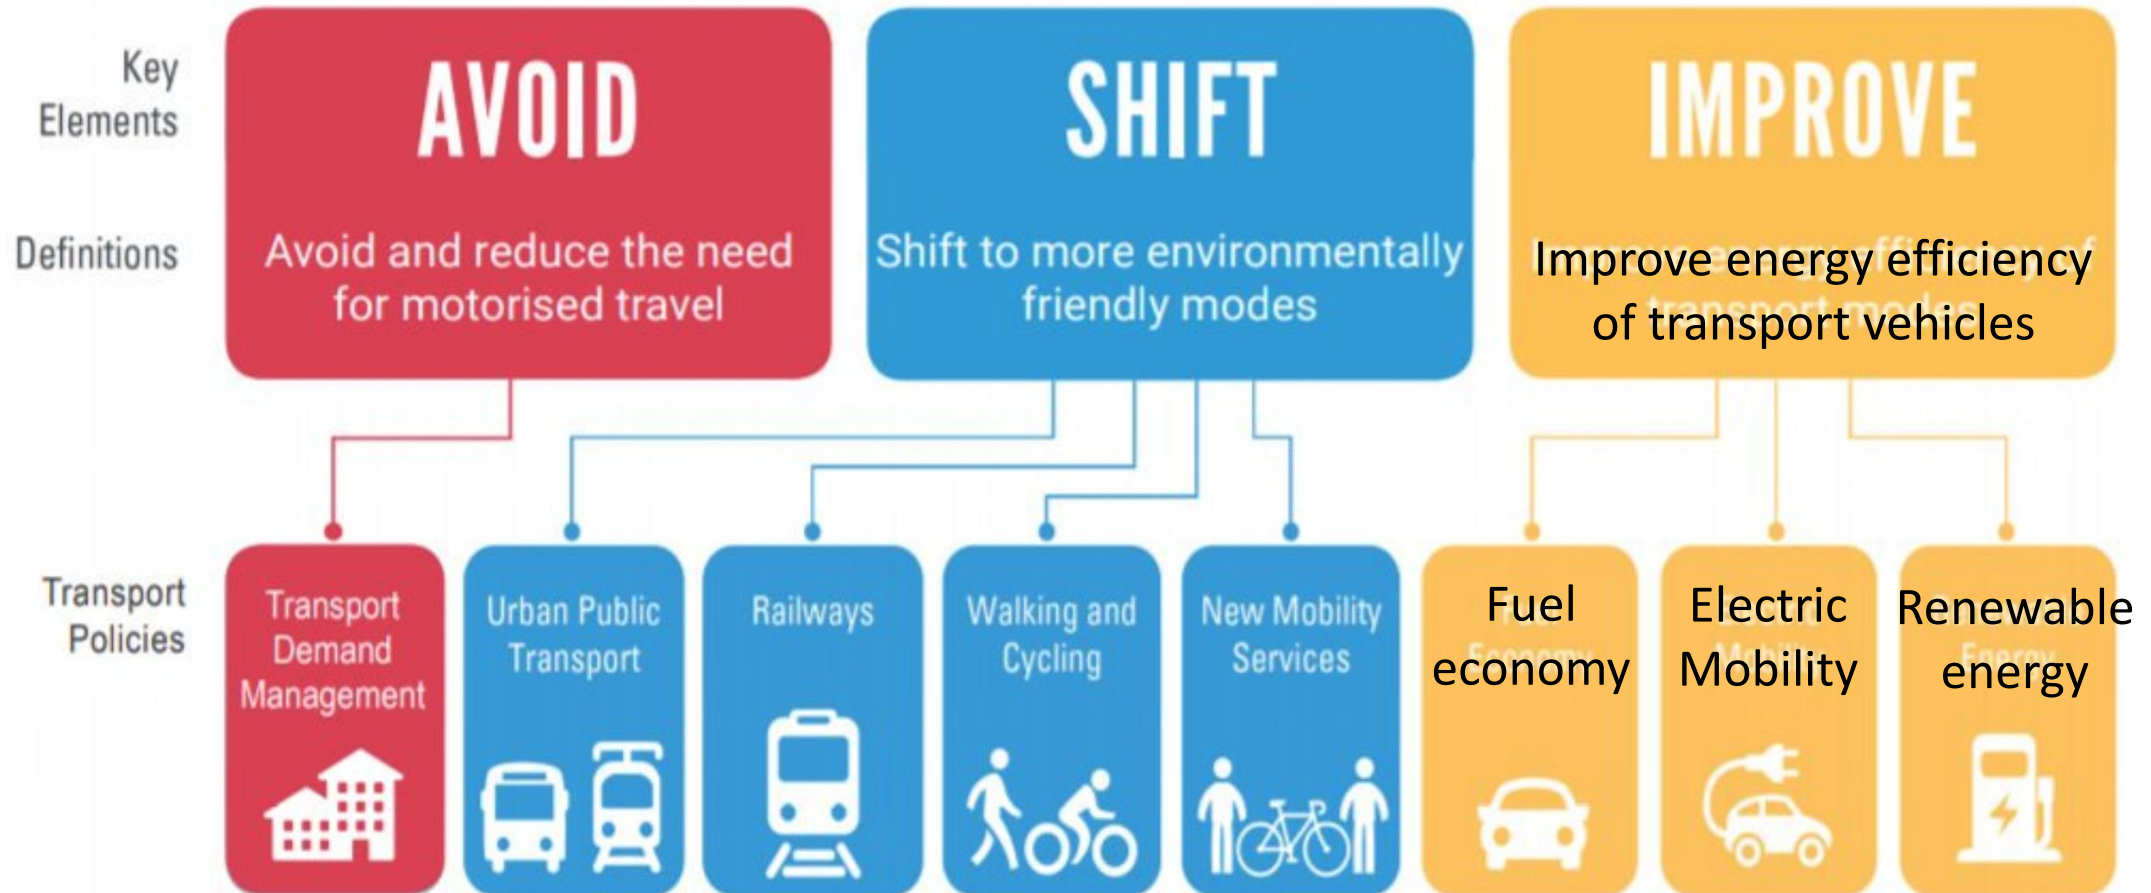 Key
Elements
AVOID
SHIFT
IMPROVE
Definitions
Avoid and reduce the need
for motorised travel
Shift to more environmentally
friendly modes
Improve energy efficiency
of transport vehicles
Transport
Policies
Transport
Demand
Management
Urban Public
Transport
Railways
Walking and
Cycling
New Mobility
Services
Fuel
economy
Electric
Mobility
Renewable
energy